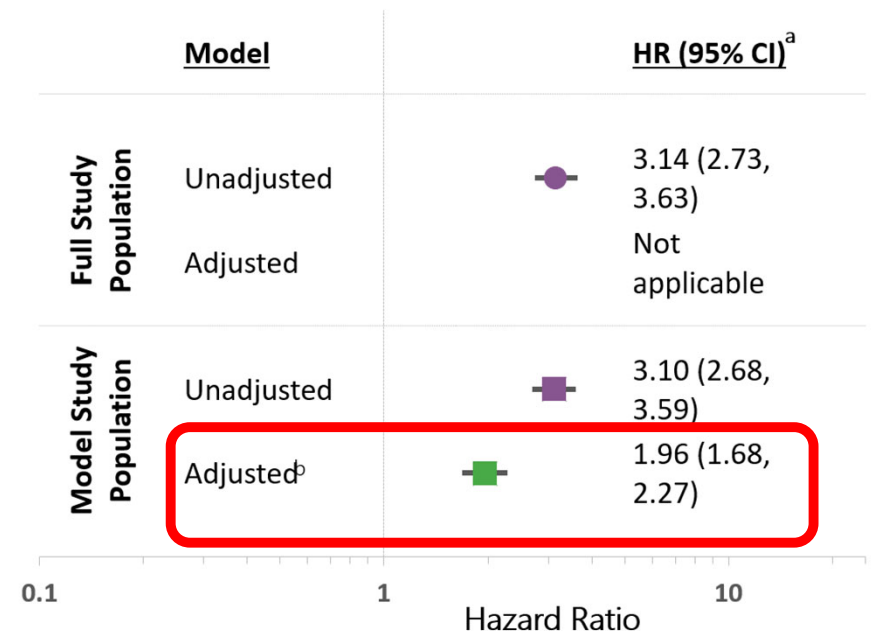 Model HR (95% CI)a
Full Study
Population
Unadjusted 3.14 (2.73,
3.63)
Adjusted Not
applicable
Model Study
Population
Unadjusted 3.10 (2.68,
3.59)
Adjustedb 1.96 (1.68,
2.27)
0.1 1 10
Hazard Ratio